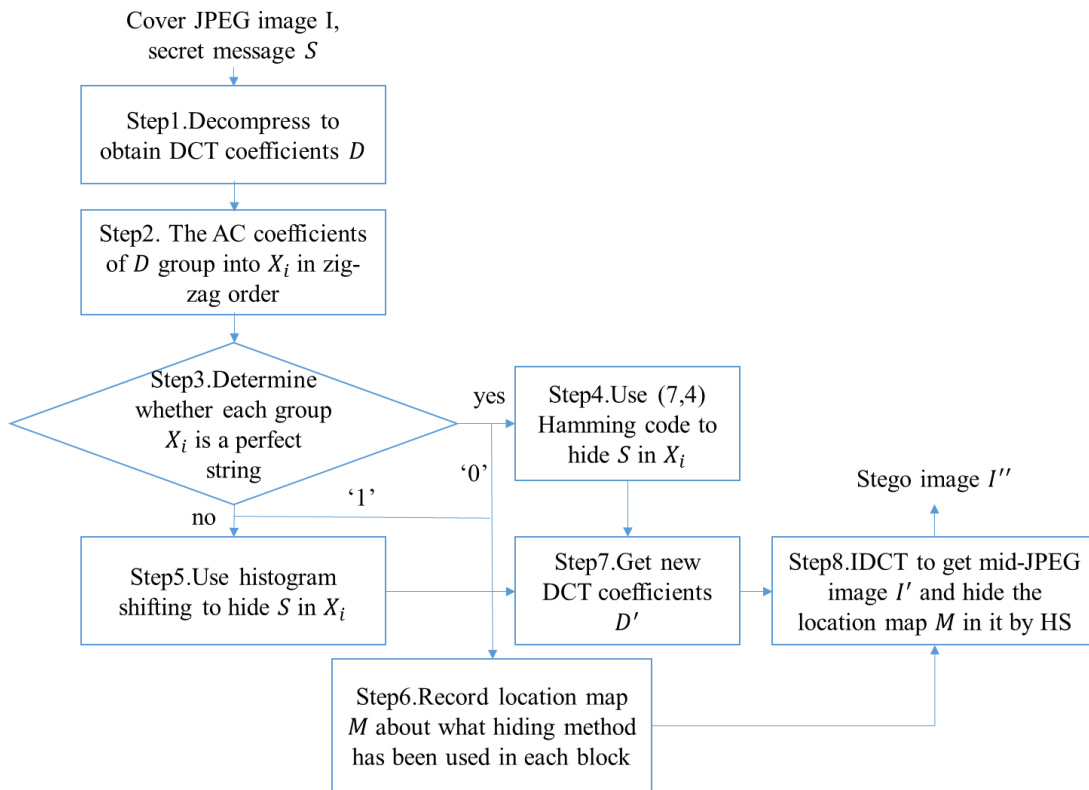 Cover JPEG image I,
secret message S
Step1.Decompress to
obtain DCT coefficients D
Step2. The AC coefficients
of D group into Xᵢ in zig-
zag order
Step3.Determine
whether each group
Xᵢ is a perfect
string
yes
Step4.Use (7,4)
Hamming code to
hide S in Xᵢ
‘0’
‘1’
no
Stego image I′′
Step5.Use histogram
shifting to hide S in Xᵢ
Step7.Get new
DCT coefficients
D′
Step8.IDCT to get mid-JPEG
image I′ and hide the
location map M in it by HS
Step6.Record location map
M about what hiding method
has been used in each block